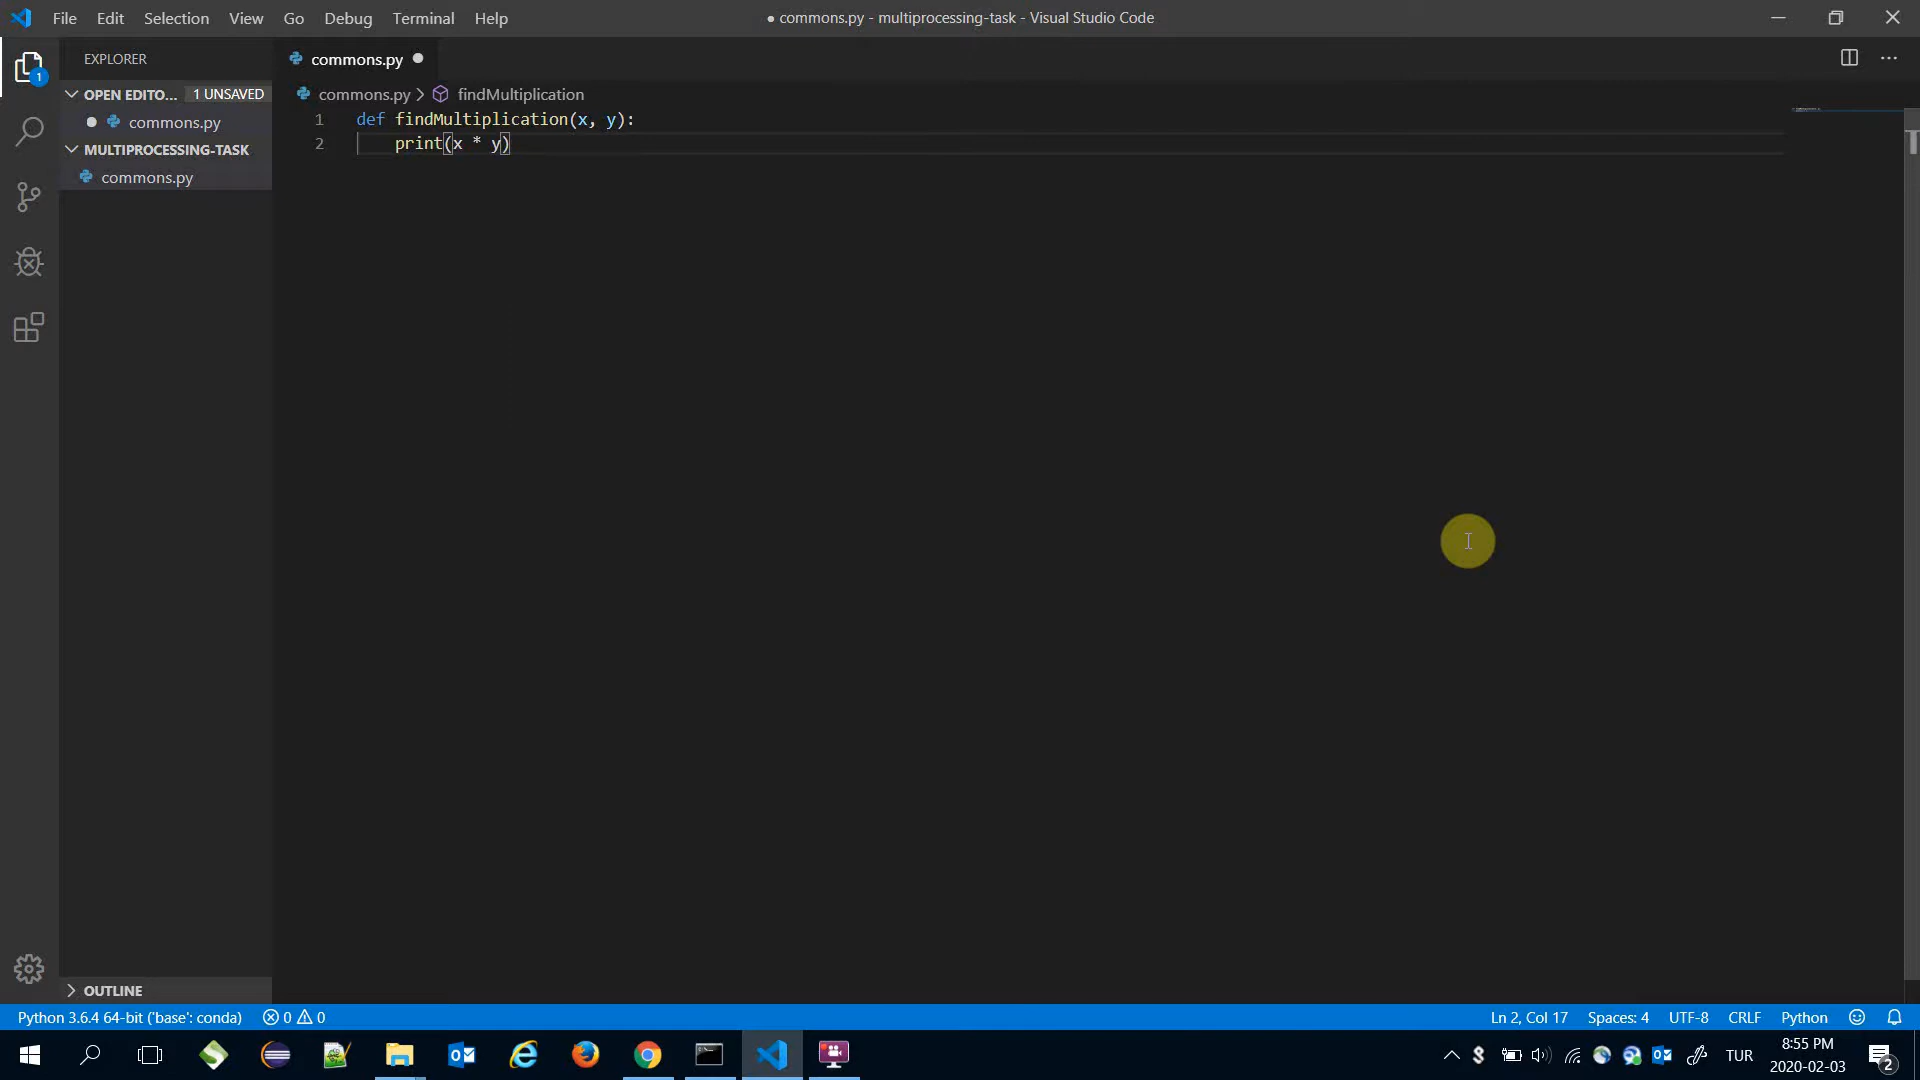 File Edit Selection View Go Debug Terminal Help
● commons.py - multiprocessing-task - Visual Studio Code
EXPLORER
commons.py
OPEN EDITO... 1 UNSAVED
commons.py > findMultiplication
1 def findMultiplication(x, y):
commons.py
2 print(x * y)
MULTIPROCESSING-TASK
commons.py
OUTLINE
1
Python 3.6.4 64-bit ('base': conda) 0 0
Ln 2, Col 17 Spaces: 4 UTF-8 CRLF Python
TUR
8:55 PM
2020-02-03
2